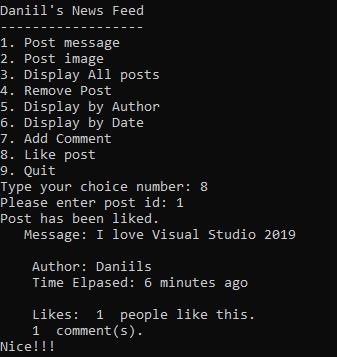 Daniil's News Feed
------------------
1. Post message
2. Post image
3. Display All posts
4. Remove Post
5. Display by Author
6. Display by Date
7. Add Comment
8. Like post
9. Quit
Type your choice number: 8
Please enter post id: 1
Post has been liked.
Message: I love Visual Studio 2019
Author: Daniils
Time Elpased: 6 minutes ago
Likes:  1  people like this.
1  comment(s).
Nice!!!